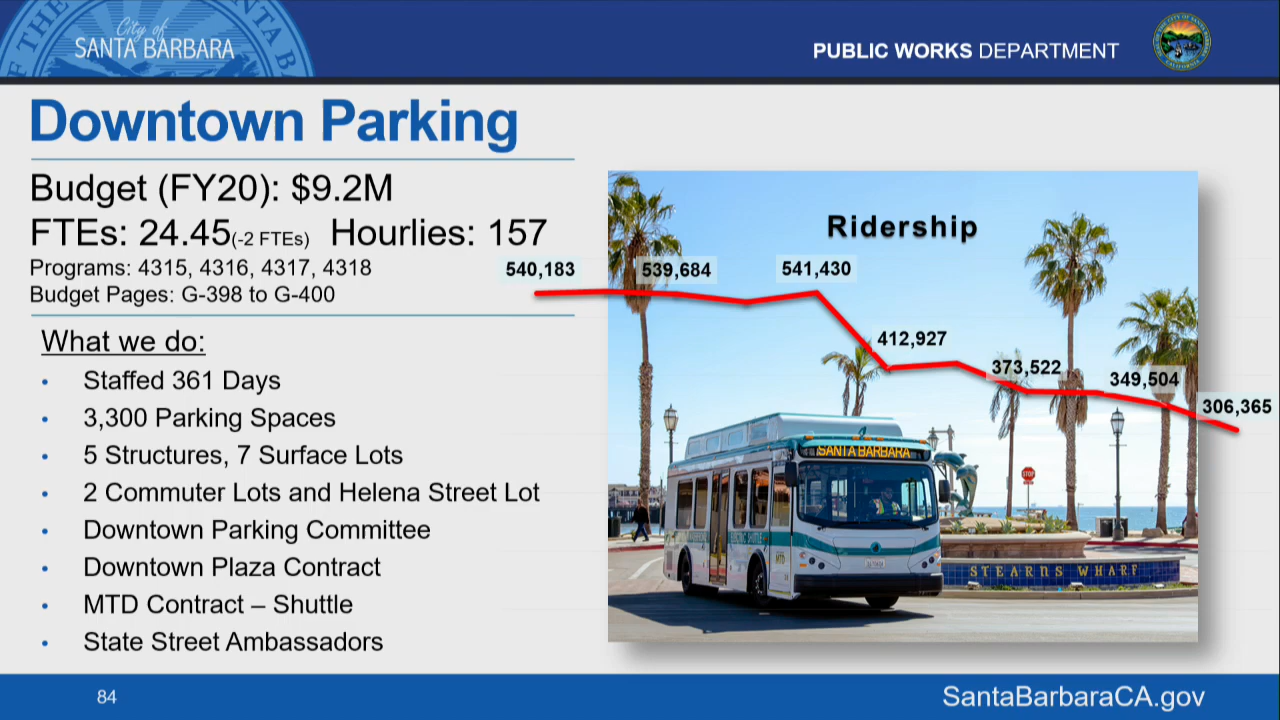 City of
SANTA BARBARA
PUBLIC WORKS DEPARTMENT
Downtown Parking
Budget (FY20): $9.2M
FTEs: 24.45(-2 FTEs) Hourlies: 157
Programs: 4315, 4316, 4317, 4318
Budget Pages: G-398 to G-400
What we do:
• Staffed 361 Days
• 3,300 Parking Spaces
• 5 Structures, 7 Surface Lots
• 2 Commuter Lots and Helena Street Lot
• Downtown Parking Committee
• Downtown Plaza Contract
• MTD Contract – Shuttle
• State Street Ambassadors
Ridership
540,183
539,684
541,430
412,927
373,522
349,504
306,365
SANTA BARBARA
STOP
MTD
STEARNS WHARF
84
SantaBarbaraCA.gov